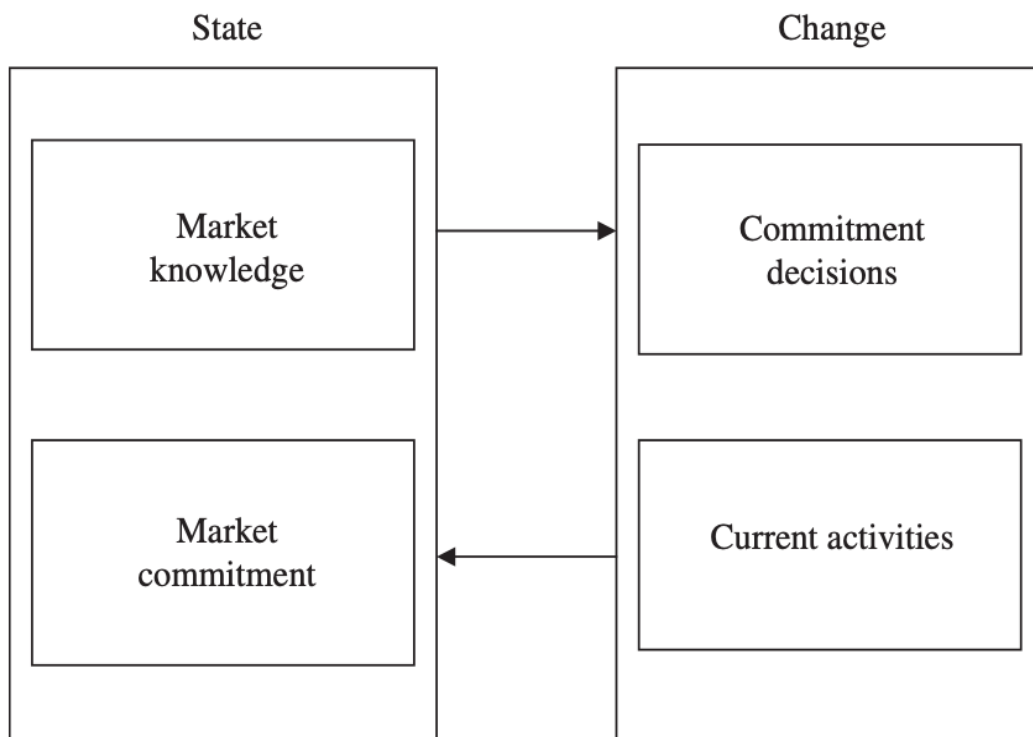 State
Change
Market
knowledge
Commitment
decisions
Market
commitment
Current activities